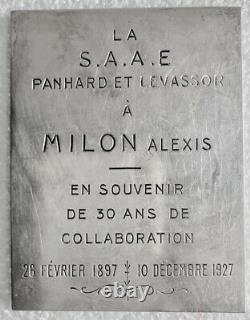 LA
S.A.A.E
PANHARD ET LEVASSOR
À
MILON ALEXIS
EN SOUVENIR
DE 30 ANS DE
COLLABORATION
26 FÉVRIER 1897 10 DÉCEMBRE 1927